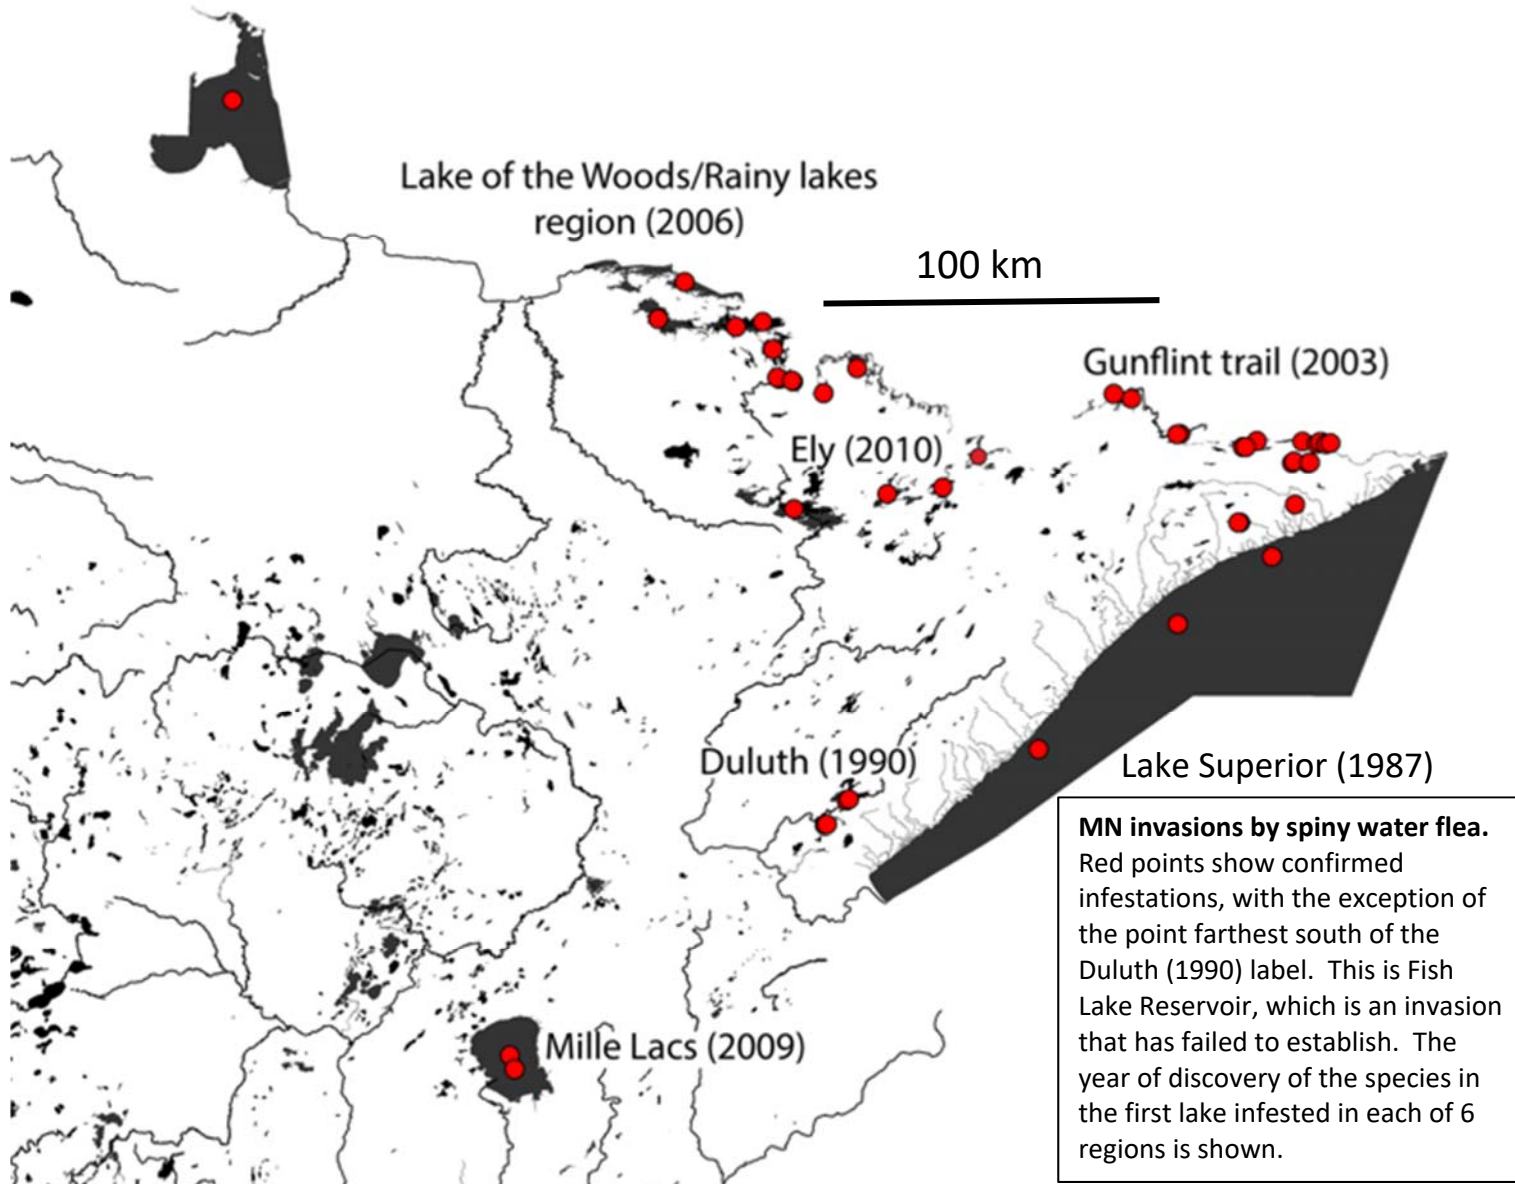 Lake of the Woods/Rainy lakes
region (2006)
100 km
Gunflint trail (2003)
Ely (2010)
Duluth (1990)
Lake Superior (1987)
MN invasions by spiny water flea.
Red points show confirmed
infestations, with the exception of
the point farthest south of the
Duluth (1990) label.  This is Fish
Lake Reservoir, which is an invasion
that has failed to establish.  The
year of discovery of the species in
the first lake infested in each of 6
regions is shown.
Mille Lacs (2009)